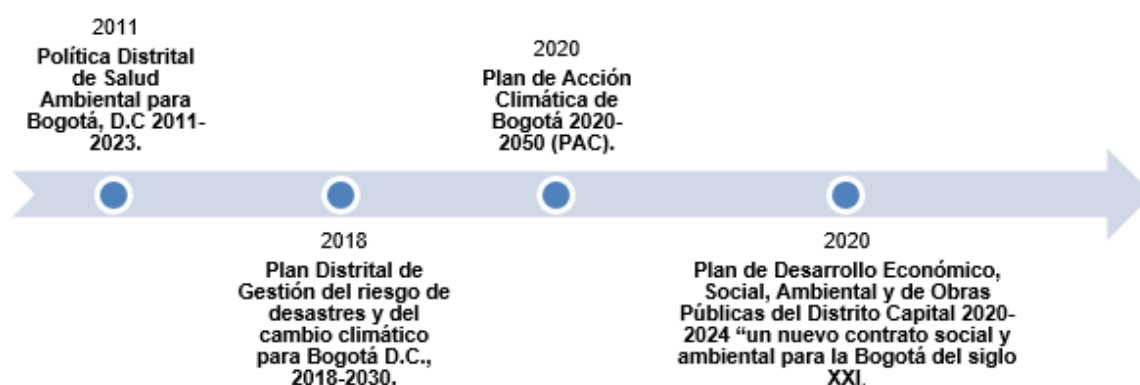 2011
Política Distrital
de Salud
Ambiental para
Bogotá, D.C 2011-
2023.
2018
Plan Distrital de
Gestión del riesgo de
desastres y del
cambio climático
para Bogotá D.C.,
2018-2030.
2020
Plan de Acción
Climática de
Bogotá 2020-
2050 (PAC).
2020
Plan de Desarrollo Económico,
Social, Ambiental y de Obras
Públicas del Distrito Capital 2020-
2024 “un nuevo contrato social y
ambiental para la Bogotá del siglo
XXI.